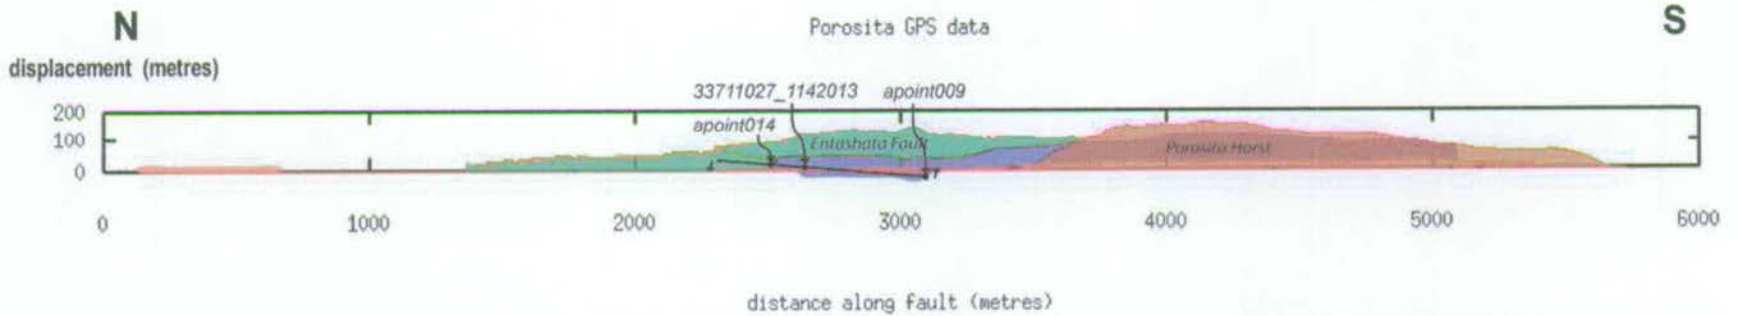 N
Porosita GPS data
S
displacement (metres)
33711027_1142013 apoint009
apoint014
200
100
0
Entashata Fault
Porosita Horst
0 1000 2000 3000 4000 5000 6000
distance along fault (metres)